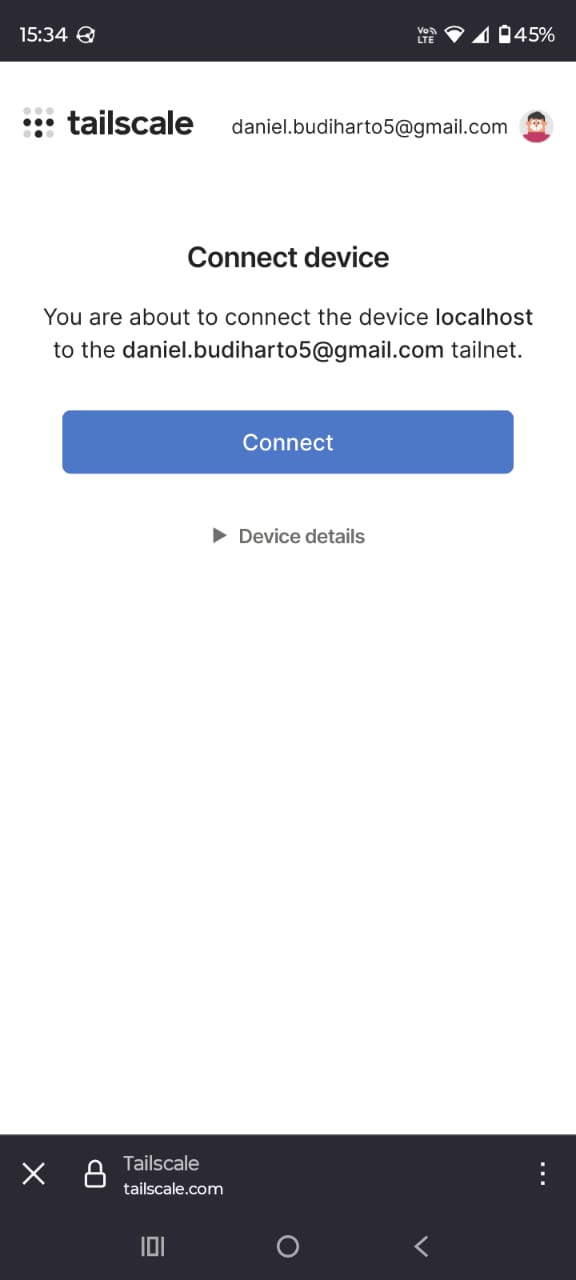 15:34
Vo LTE 45%
tailscale
daniel.budiharto5@gmail.com
Connect device
You are about to connect the device localhost
to the daniel.budiharto5@gmail.com tailnet.
Connect
Device details
Tailscale
tailscale.com